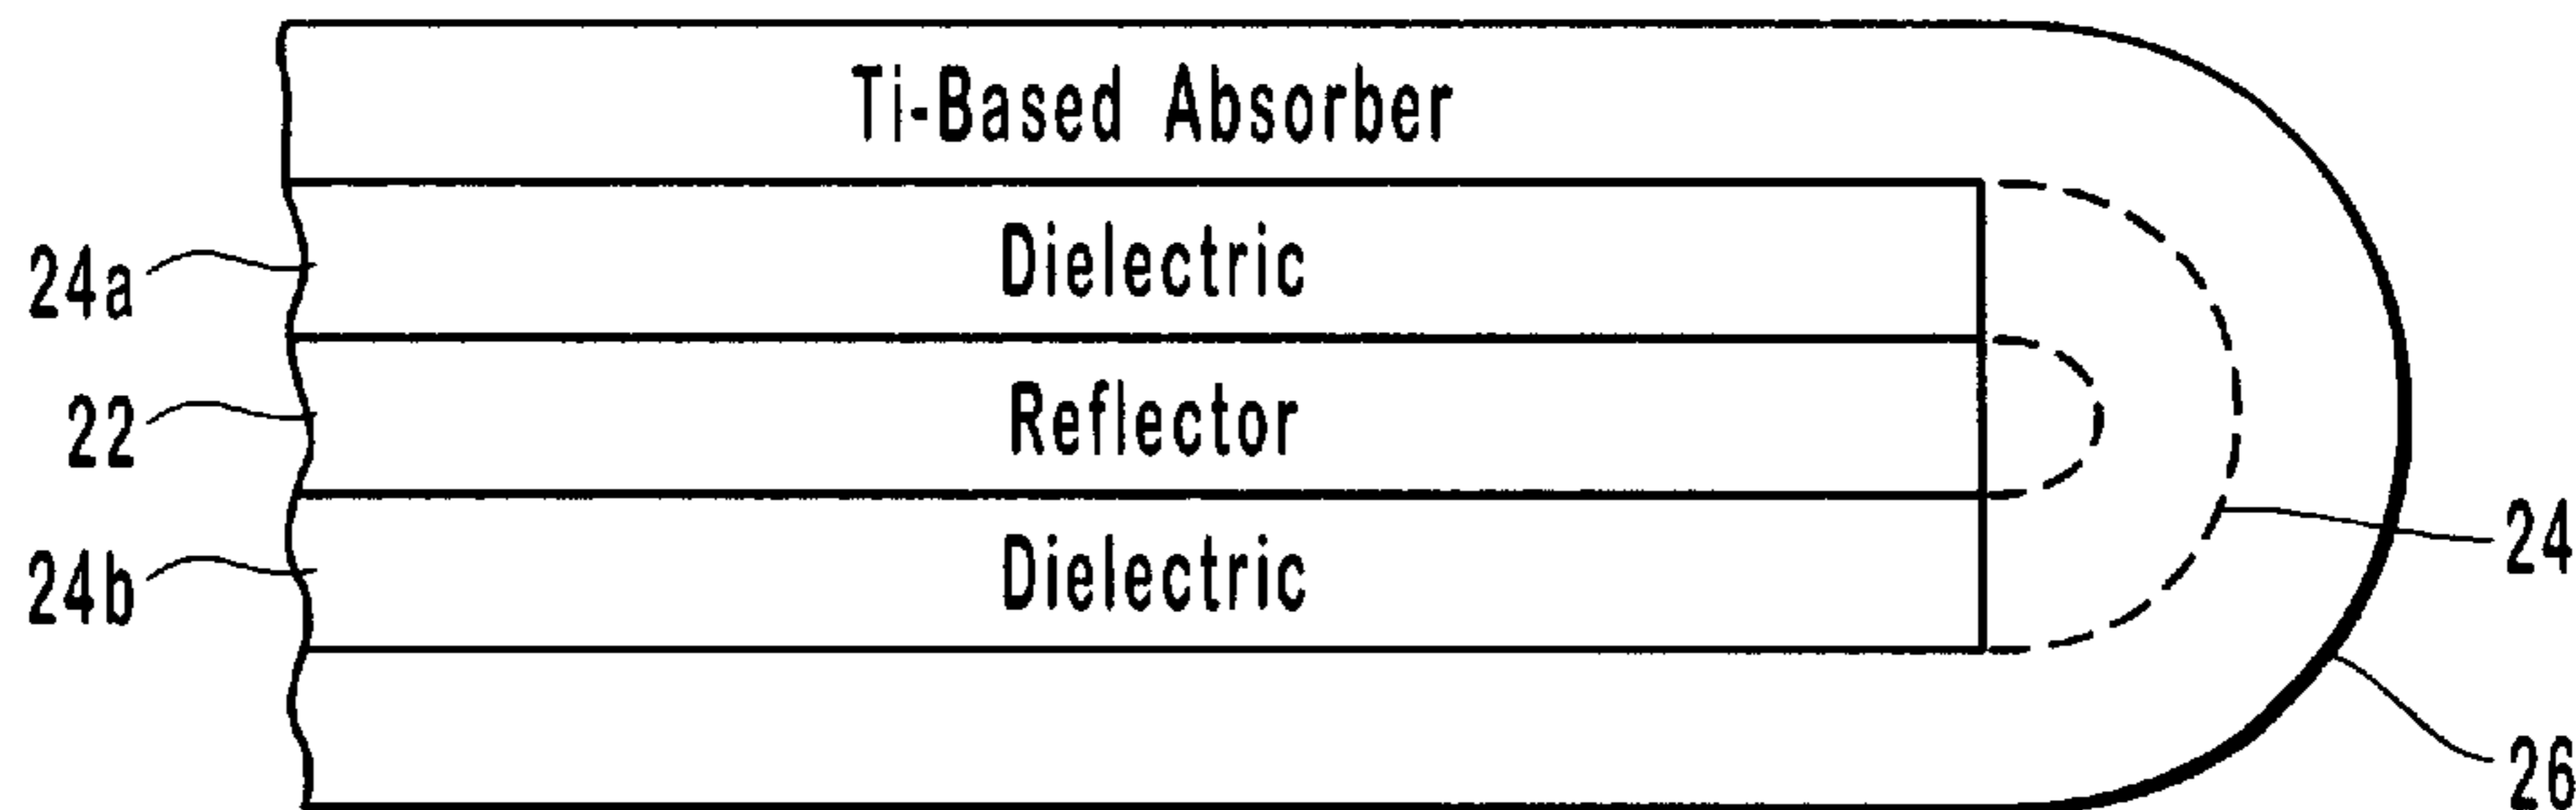 Ti-Based Absorber
24a
Dielectric
22
Reflector
24b
Dielectric
24
26